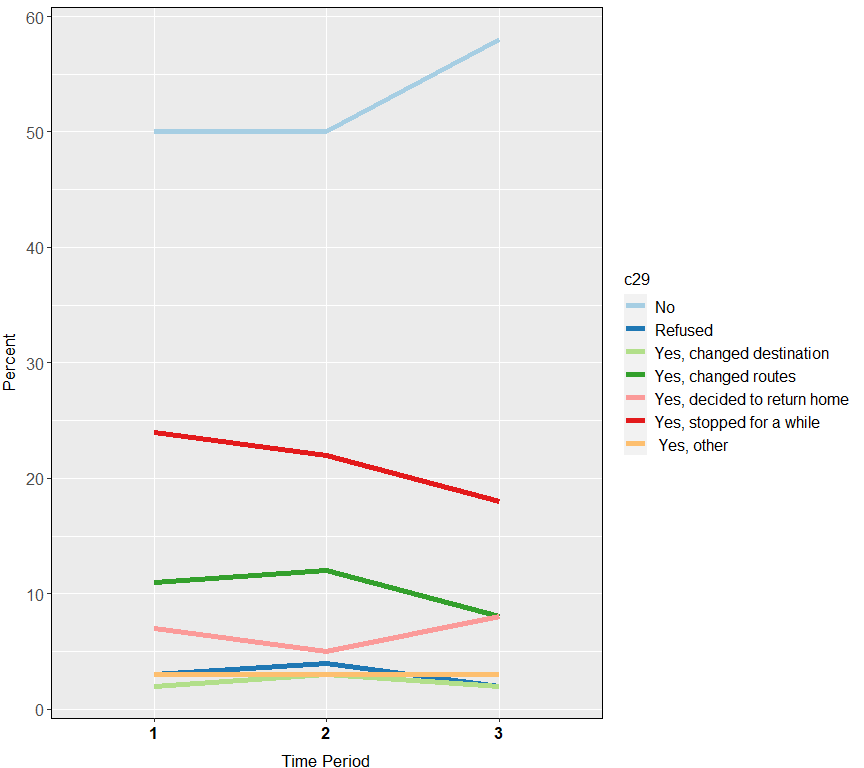 60
50
40
30
20
10
0
Percent
1 2 3
Time Period
c29
No
Refused
Yes, changed destination
Yes, changed routes
Yes, decided to return home
Yes, stopped for a while
Yes, other